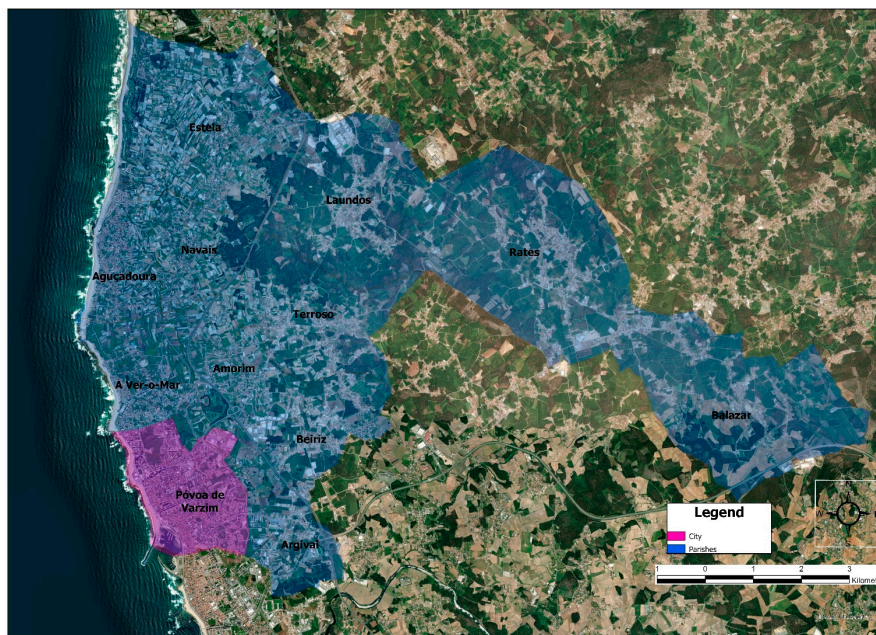 Estela
Laundos
Navais
Rates
Aguçadoura
Terroso
Amorim
A Ver-o-Mar
Balazar
Beiriz
Póvoa de
Varzim
Argivai
Legend
City
Parishes
1 0 1 2 3
Kilomet